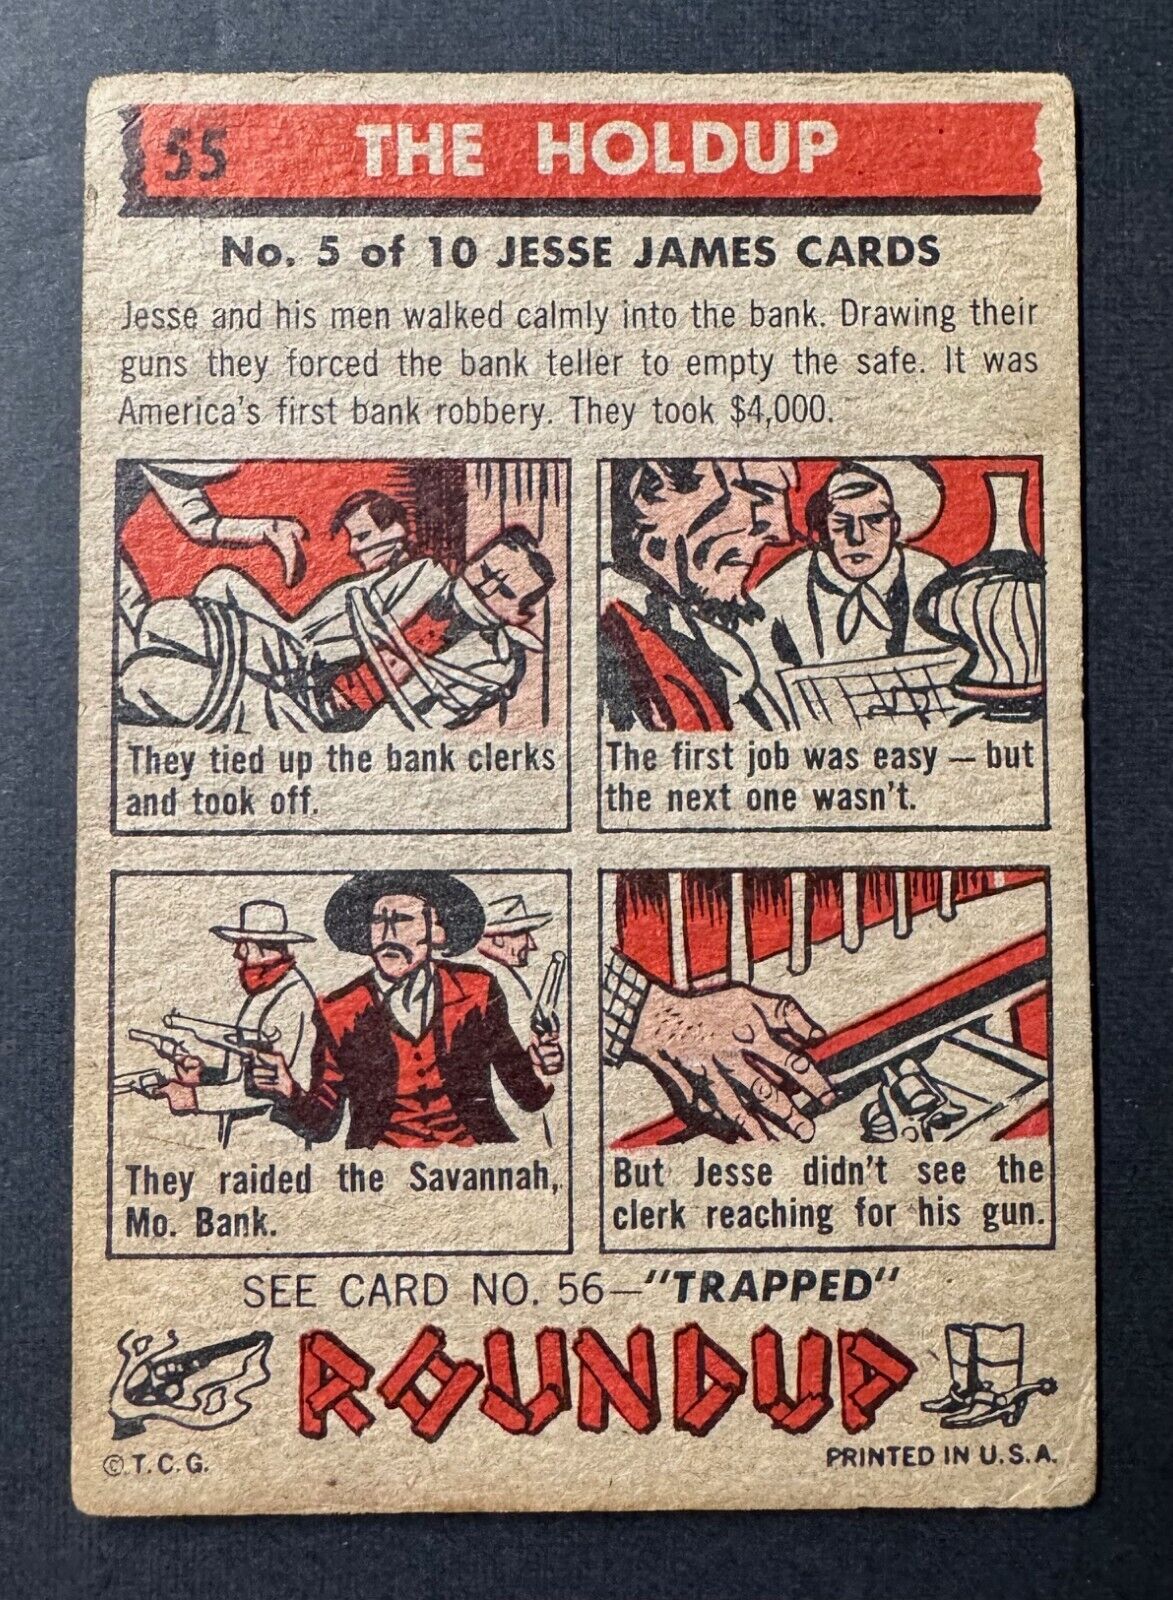 55 THE HOLDUP
No. 5 of 10 JESSE JAMES CARDS
Jesse and his men walked calmly into the bank. Drawing their
guns they forced the bank teller to empty the safe. It was
America's first bank robbery. They took $4,000.
They tied up the bank clerks
and took off.
The first job was easy — but
the next one wasn't.
They raided the Savannah,
Mo. Bank.
But Jesse didn't see the
clerk reaching for his gun.
SEE CARD NO. 56—"TRAPPED"
ROUNDUP
© T.C.G.
PRINTED IN U.S.A.